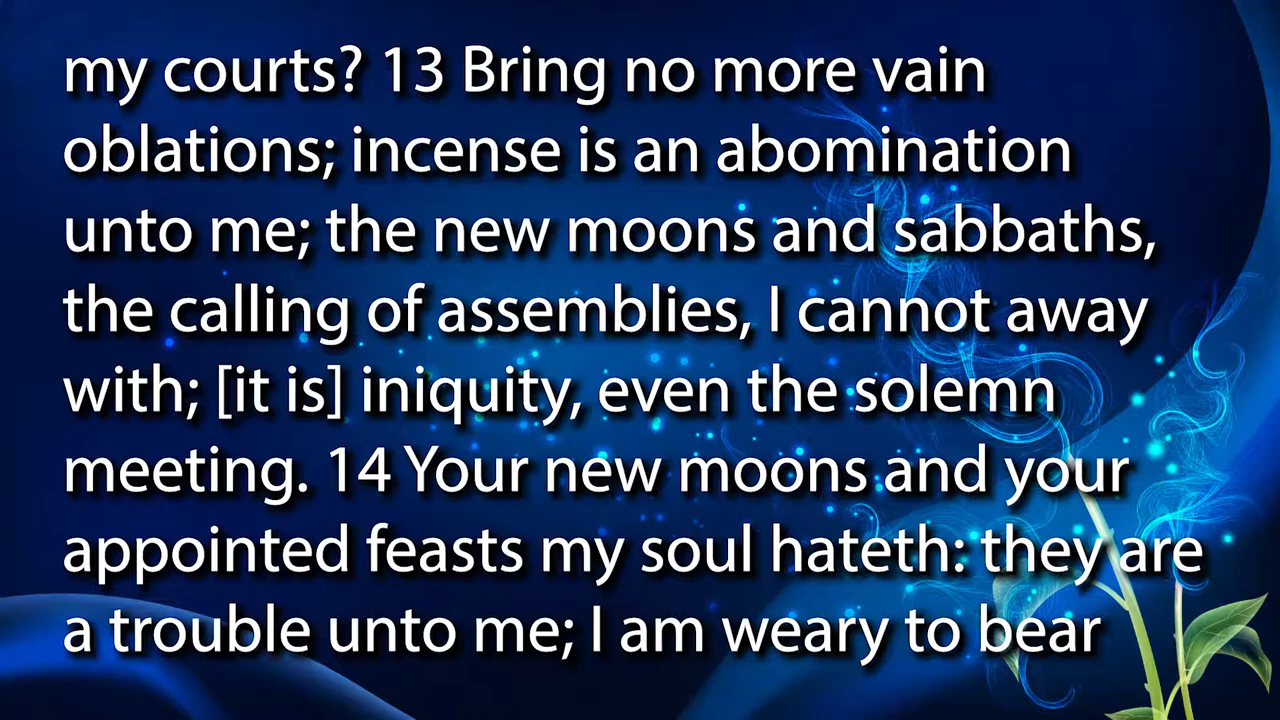 my courts? 13 Bring no more vain
oblations; incense is an abomination
unto me; the new moons and sabbaths,
the calling of assemblies, I cannot away
with; [it is] iniquity, even the solemn
meeting. 14 Your new moons and your
appointed feasts my soul hateth: they are
a trouble unto me; I am weary to bear